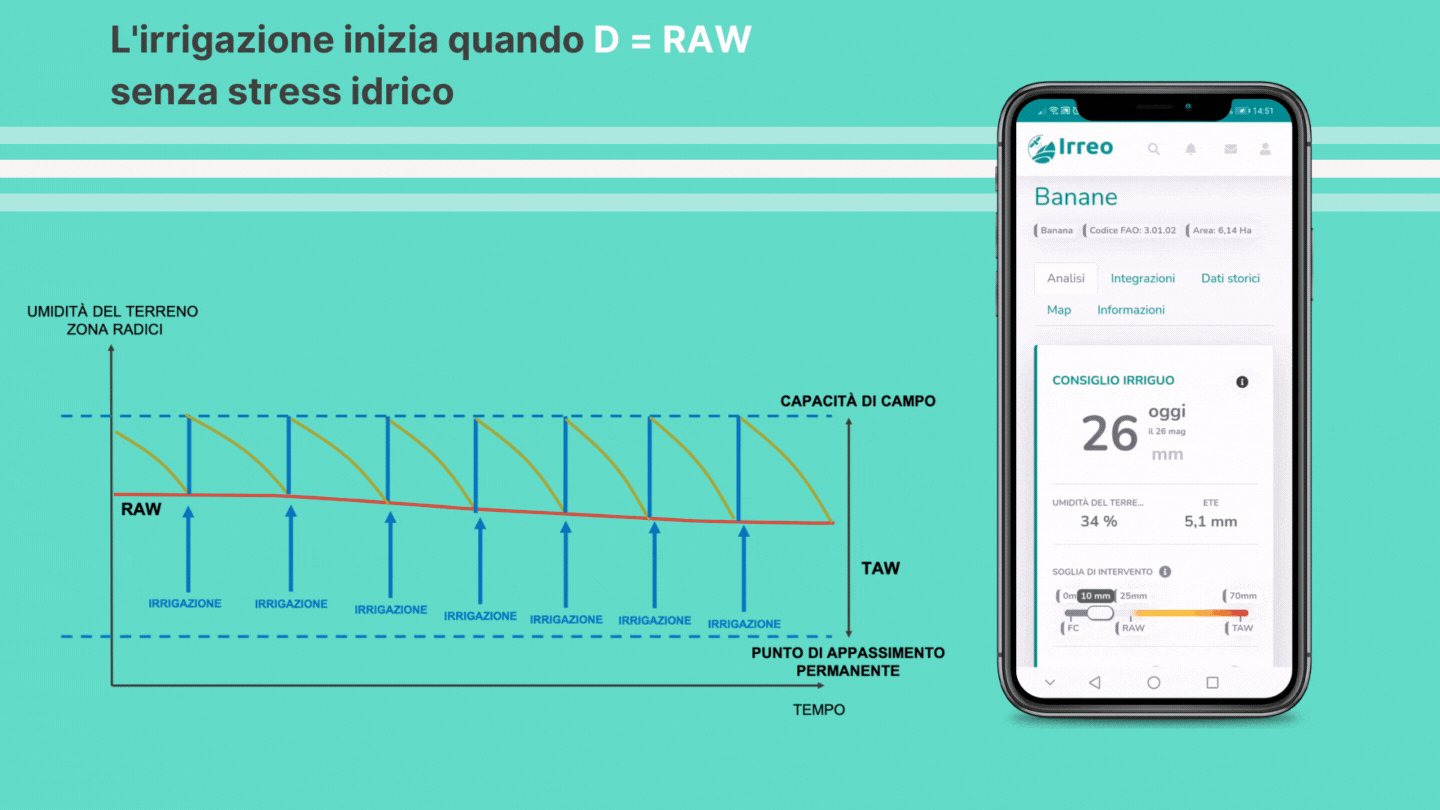 L'irrigazione inizia quando D = RAW
senza stress idrico
UMIDITÀ DEL TERRENO
ZONA RADICI
CAPACITÀ DI CAMPO
RAW
TAW
IRRIGAZIONE
IRRIGAZIONE
IRRIGAZIONE
IRRIGAZIONE
IRRIGAZIONE
IRRIGAZIONE
IRRIGAZIONE
PUNTO DI APPASSIMENTO
PERMANENTE
TEMPO
14:51
Irreo
Banane
Banana Codice FAO: 3.01.02 Area: 6,14 Ha
Analisi Integrazioni Dati storici
Map Informazioni
CONSIGLIO IRRIGUO
26 oggi
il 26 mag
mm
UMIDITÀ DEL TERRE... ETE
34 % 5,1 mm
SOGLIA DI INTERVENTO
0m 10 mm 25mm 70mm
FC RAW TAW